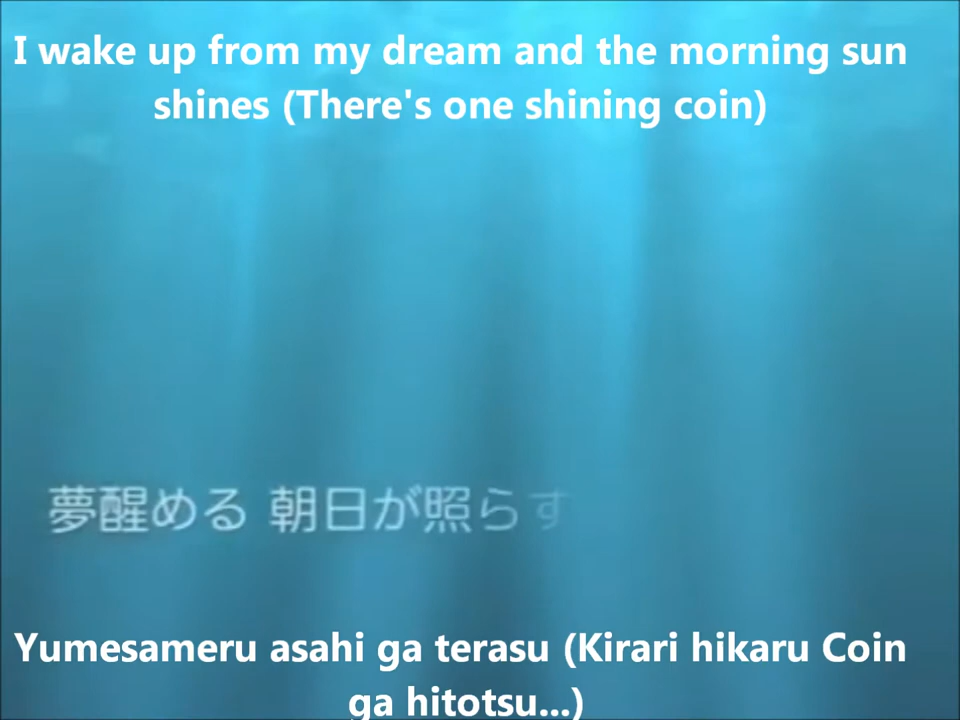 I wake up from my dream and the morning sun
shines (There's one shining coin)
夢醒める 朝日が照らす
Yumesameru asahi ga terasu (Kirari hikaru Coin
ga hitotsu...)